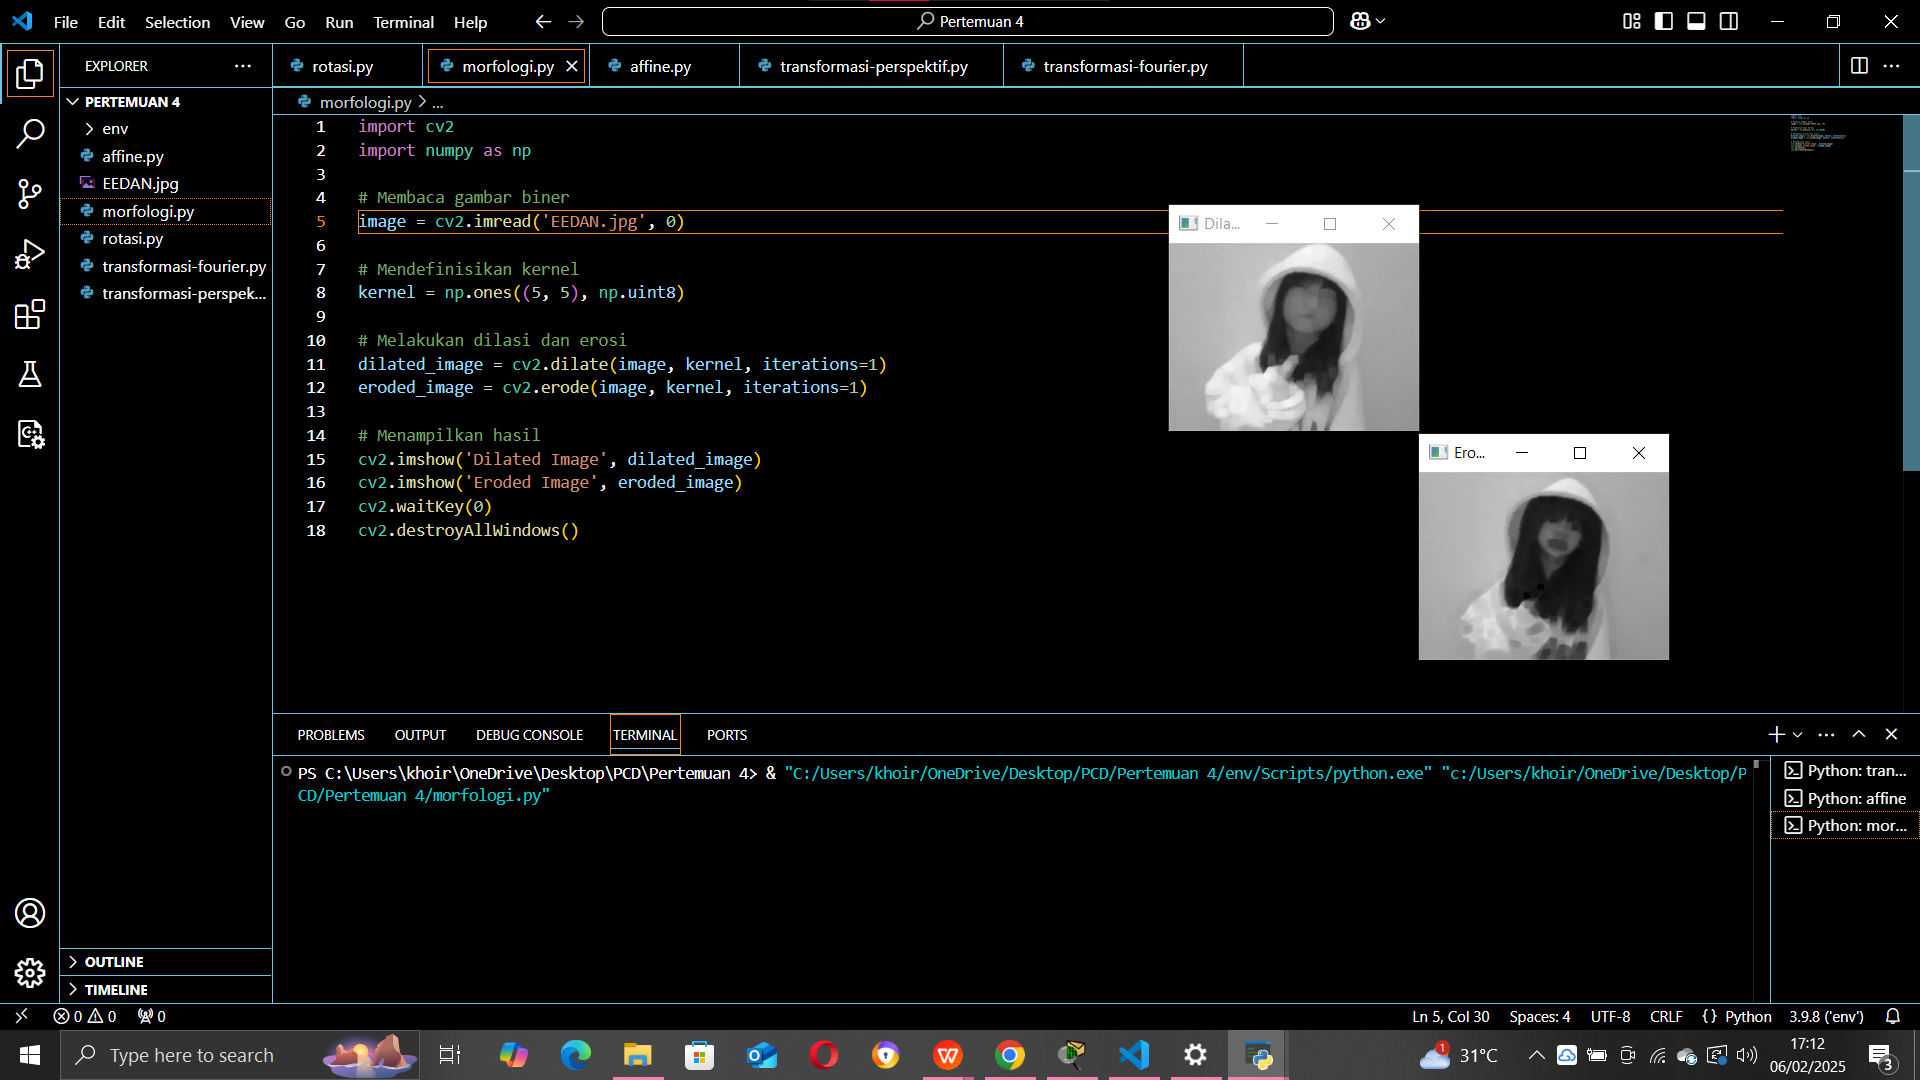 File Edit Selection View Go Run Terminal Help
Pertemuan 4
EXPLORER
PERTEMUAN 4
env
affine.py
EEDAN.jpg
morfologi.py
rotasi.py
transformasi-fourier.py
transformasi-perspek...
OUTLINE
TIMELINE
rotasi.py morfologi.py affine.py transformasi-perspektif.py transformasi-fourier.py
morfologi.py > ...
1 import cv2
2 import numpy as np
3
4 # Membaca gambar biner
5 image = cv2.imread('EEDAN.jpg', 0)
6
7 # Mendefinisikan kernel
8 kernel = np.ones((5, 5), np.uint8)
9
10 # Melakukan dilasi dan erosi
11 dilated_image = cv2.dilate(image, kernel, iterations=1)
12 eroded_image = cv2.erode(image, kernel, iterations=1)
13
14 # Menampilkan hasil
15 cv2.imshow('Dilated Image', dilated_image)
16 cv2.imshow('Eroded Image', eroded_image)
17 cv2.waitKey(0)
18 cv2.destroyAllWindows()
Dila...
Ero...
PROBLEMS OUTPUT DEBUG CONSOLE TERMINAL PORTS
PS C:\Users\khoir\OneDrive\Desktop\PCD\Pertemuan 4> & "C:/Users/khoir/OneDrive/Desktop/PCD/Pertemuan 4/env/Scripts/python.exe" "c:/Users/khoir/OneDrive/Desktop/P
CD/Pertemuan 4/morfologi.py"
Python: tran...
Python: affine
Python: mor...
0 0 0 Ln 5, Col 30 Spaces: 4 UTF-8 CRLF {} Python 3.9.8 ('env')
Type here to search
1
31°C
17:12
06/02/2025
3